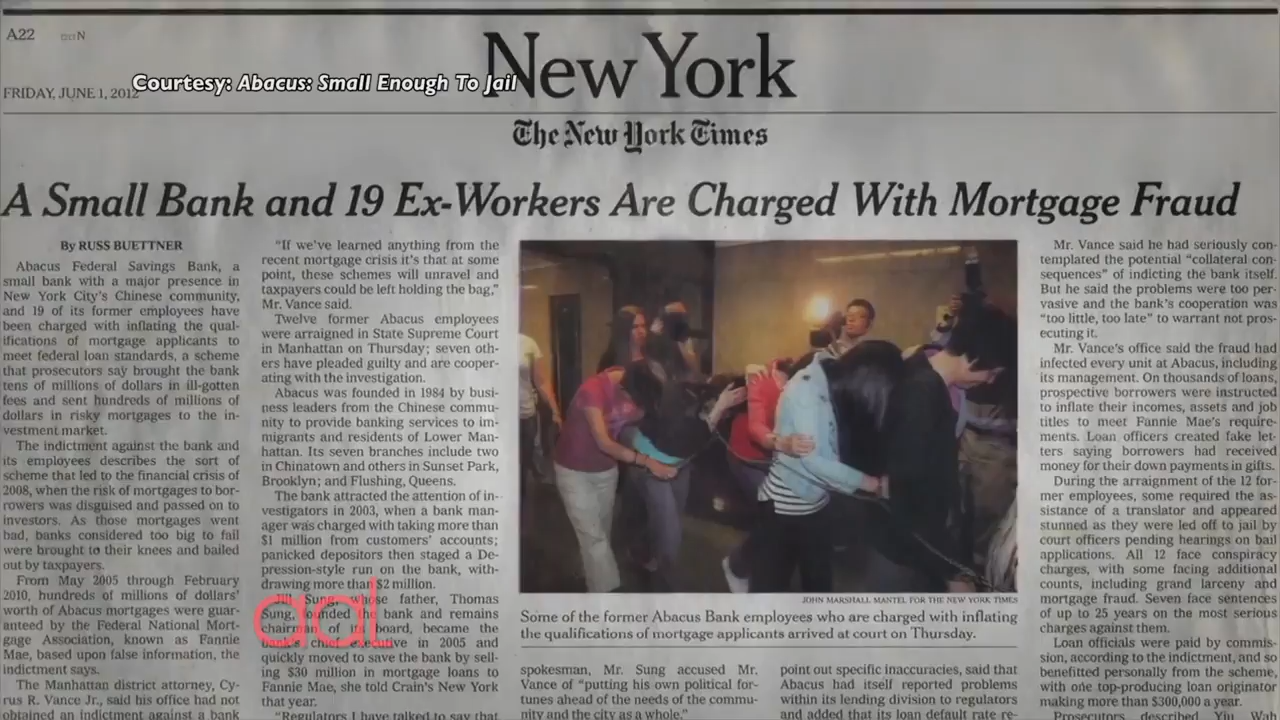 A22
N
New York
Courtesy: Abacus: Small Enough To Jail
FRIDAY, JUNE 1, 2012
The New York Times
A Small Bank and 19 Ex-Workers Are Charged With Mortgage Fraud
By RUSS BUETTNER
Abacus Federal Savings Bank, a
small bank with a major presence in
New York City's Chinese community,
and 19 of its former employees have
been charged with inflating the qual-
ifications of mortgage applicants to
meet federal loan standards, a scheme
that prosecutors say brought the bank
tens of millions of dollars in ill-gotten
fees and sent hundreds of millions of
dollars in risky mortgages to the in-
vestment market.
The indictment against the bank and
its employees describes the sort of
scheme that led to the financial crisis of
2008, when the risk of mortgages to bor-
rowers was disguised and passed on to
investors. As those mortgages went
bad, banks considered too big to fail
were brought to their knees and bailed
out by taxpayers.
From May 2005 through February
2010, hundreds of millions of dollars'
worth of Abacus mortgages were guar-
anteed by the Federal National Mort-
gage Association, known as Fannie
Mae, based upon false information, the
indictment says.
The Manhattan district attorney, Cy-
rus R. Vance Jr., said his office had not
obtained an indictment against a bank
"If we've learned anything from the
recent mortgage crisis it's that at some
point, these schemes will unravel and
taxpayers could be left holding the bag,"
Mr. Vance said.
Twelve former Abacus employees
were arraigned in State Supreme Court
in Manhattan on Thursday; seven oth-
ers have pleaded guilty and are cooper-
ating with the investigation.
Abacus was founded in 1984 by busi-
ness leaders from the Chinese commu-
nity to provide banking services to im-
migrants and residents of Lower Man-
hattan. Its seven branches include two
in Chinatown and others in Sunset Park,
Brooklyn; and Flushing, Queens.
The bank attracted the attention of in-
vestigators in 2003, when a bank man-
ager was charged with taking more than
$1 million from customers' accounts;
panicked depositors then staged a De-
pression-style run on the bank, with-
drawing more than $2 million.
Jill Sung, whose father, Thomas
Sung, founded the bank and remains
chairman of its board, became the
bank's chief executive in 2005 and
quickly moved to save the bank by sell-
ing $30 million in mortgage loans to
Fannie Mae, she told Crain's New York
that year.
"Regulators I have talked to say that
aal
JOHN MARSHALL MANTEL FOR THE NEW YORK TIMES
Some of the former Abacus Bank employees who are charged with inflating
the qualifications of mortgage applicants arrived at court on Thursday.
spokesman, Mr. Sung accused Mr.
Vance of "putting his own political for-
tunes ahead of the needs of the commu-
nity and the city as a whole."
point out specific inaccuracies, said that
Abacus had itself reported problems
within its lending division to regulators
and added that its loan default rate re-
Mr. Vance said he had seriously con-
templated the potential "collateral con-
sequences" of indicting the bank itself.
But he said the problems were too per-
vasive and the bank's cooperation was
"too little, too late" to warrant not pros-
ecuting it.
Mr. Vance's office said the fraud had
infected every unit at Abacus, including
its management. On thousands of loans,
prospective borrowers were instructed
to inflate their incomes, assets and job
titles to meet Fannie Mae's require-
ments. Loan officers created fake let-
ters saying borrowers had received
money for their down payments in gifts.
During the arraignment of the 12 for-
mer employees, some required the as-
sistance of a translator and appeared
stunned as they were led off to jail by
court officers pending hearings on bail
applications. All 12 face conspiracy
charges, with some facing additional
counts, including grand larceny and
mortgage fraud. Seven face sentences
of up to 25 years on the most serious
charges against them.
Loan officials were paid by commis-
sion, according to the indictment, and so
benefitted personally from the scheme,
with one top-producing loan originator
making more than $300,000 a year.
Prosecutors described Yiu Wah